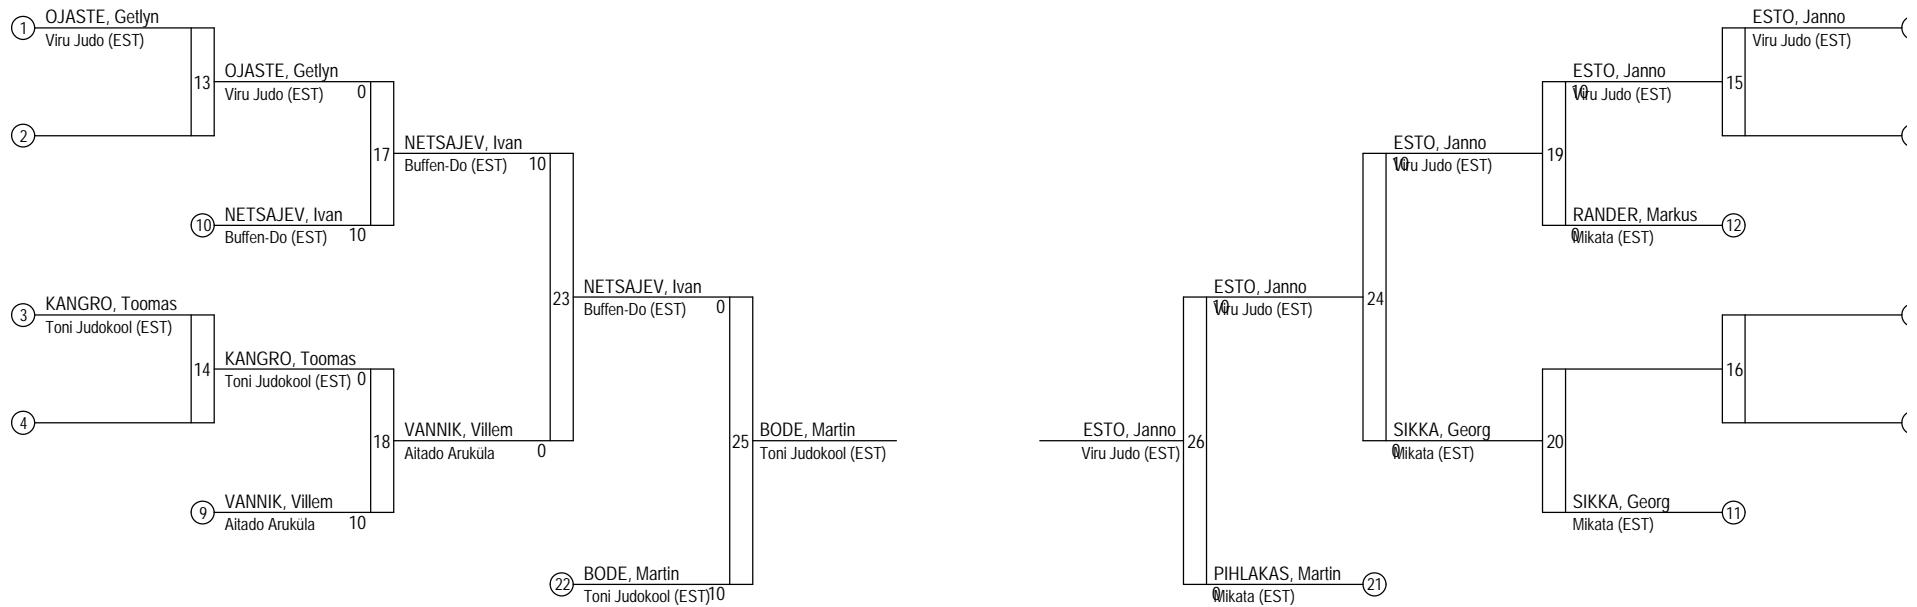 1
OJASTE, Getlyn
Viru Judo (EST)
2
13
OJASTE, Getlyn
Viru Judo (EST)
0
10
NETSAJEV, Ivan
Buffen-Do (EST)
10
17
NETSAJEV, Ivan
Buffen-Do (EST)
10
3
KANGRO, Toomas
Toni Judokool (EST)
4
14
KANGRO, Toomas
Toni Judokool (EST)
0
9
VANNIK, Villem
Aitado Aruküla
10
18
VANNIK, Villem
Aitado Aruküla
0
23
NETSAJEV, Ivan
Buffen-Do (EST)
0
22
BODE, Martin
Toni Judokool (EST)
10
25
BODE, Martin
Toni Judokool (EST)
ESTO, Janno
Viru Judo (EST)
26
ESTO, Janno
Viru Judo (EST)
10
PIHLAKAS, Martin
Mikata (EST)
0
21
24
ESTO, Janno
Viru Judo (EST)
10
SIKKA, Georg
Mikata (EST)
0
19
ESTO, Janno
Viru Judo (EST)
10
RANDER, Markus
Mikata (EST)
0
12
20
SIKKA, Georg
Mikata (EST)
11
15
ESTO, Janno
Viru Judo (EST)
16